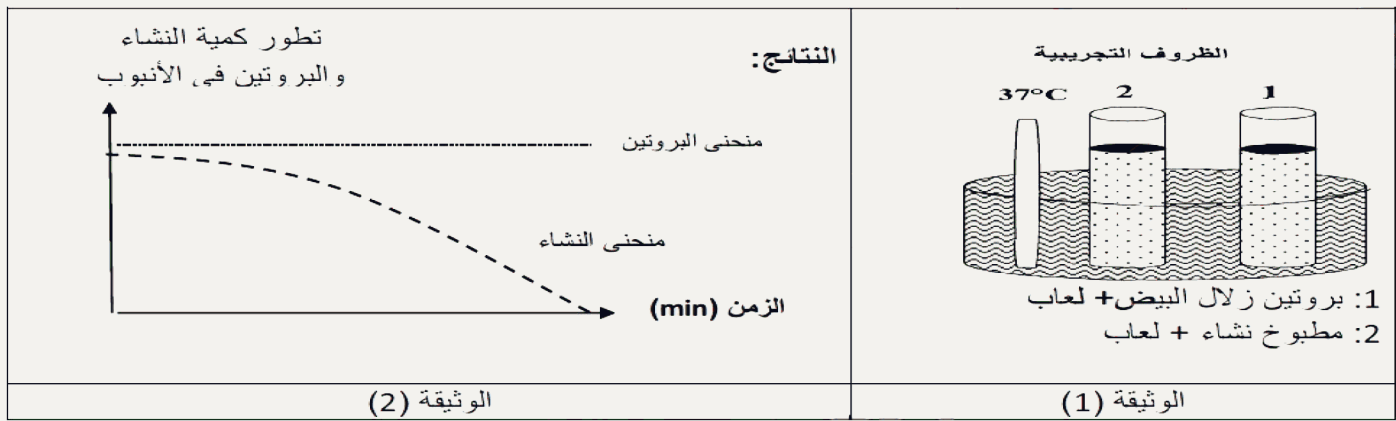 الظروف التجريبية
37°C
2
1
1: بروتين زلال البيض+ لعاب
2: مطبوخ نشاء + لعاب
الوثيقة (1)
النتائج:
تطور كمية النشاء
والبروتين في الأنبوب
منحنى البروتين
منحنى النشاء
الزمن (min)
الوثيقة (2)